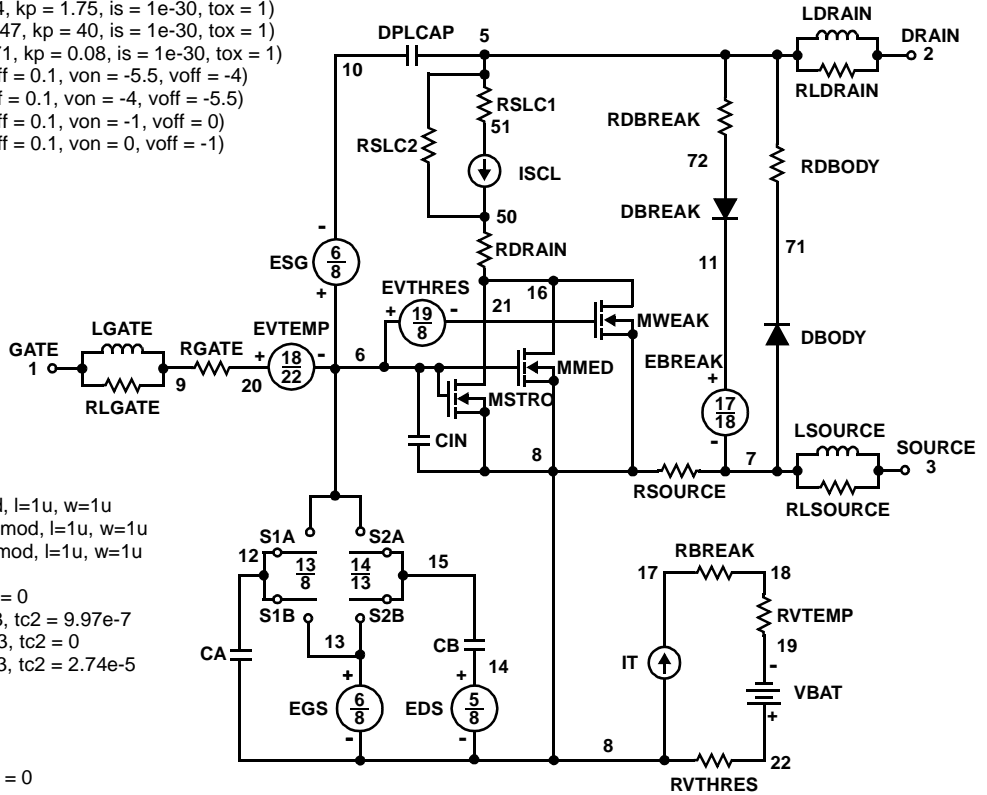 4, kp = 1.75, is = 1e-30, tox = 1)
47, kp = 40, is = 1e-30, tox = 1)
71, kp = 0.08, is = 1e-30, tox = 1)
ff = 0.1, von = -5.5, voff = -4)
f = 0.1, von = -4, voff = -5.5)
ff = 0.1, von = -1, voff = 0)
ff = 0.1, von = 0, voff = -1)
LDRAIN
DPLCAP 5 DRAIN
10 2
RLDRAIN
RSLC1
51
RSLC2
ISCL
50
RDRAIN
RDBREAK
72
RDBODY
DBREAK
71
11
-
ESG 6/8
+
EVTHRES
+ 19/8 -
16
21
MWEAK
LGATE
EVTEMP
GATE
1
RGATE
+ 18/22 -
6
9
20
RLGATE
MMED
MSTRO
EBREAK
+
17/18
-
DBODY
CIN
8
7
LSOURCE
SOURCE
3
RSOURCE
RLSOURCE
d, l=1u, w=1u
mod, l=1u, w=1u
mod, l=1u, w=1u
= 0
3, tc2 = 9.97e-7
3, tc2 = 0
3, tc2 = 2.74e-5
= 0
S1A S2A
12 13/8 14/13 15
S1B S2B
13
CA
CB
14
+ +
EGS 6/8 EDS 5/8
- -
8
RBREAK
17 18
RVTEMP
19
-
IT
VBAT
+
22
RVTHRES